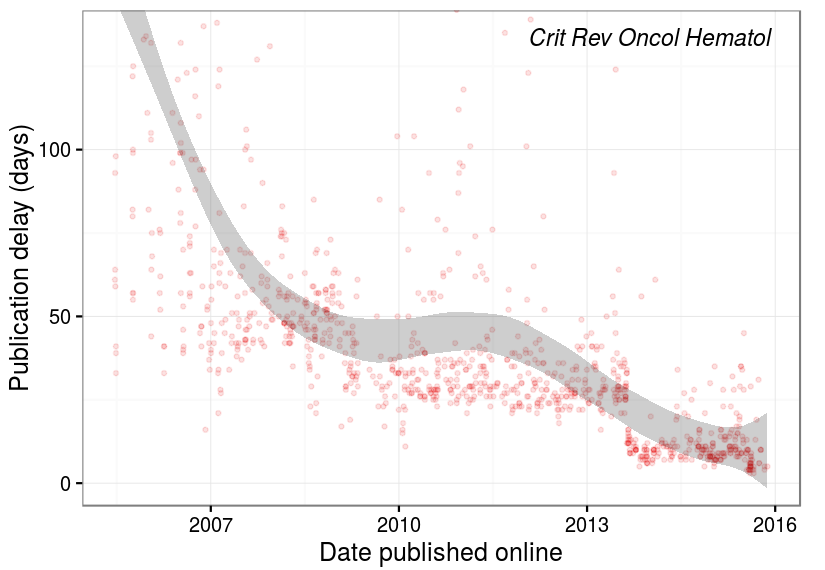 Crit Rev Oncol Hematol
Publication delay (days)
100
50
0
2007
2010
2013
2016
Date published online